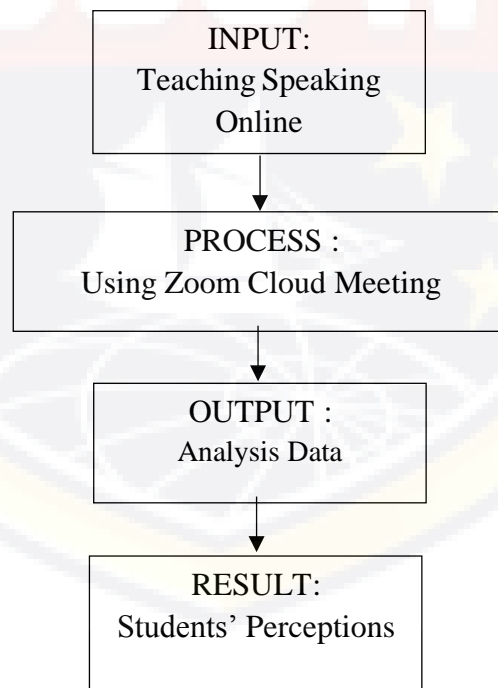 INPUT:
Teaching Speaking
Online
PROCESS :
Using Zoom Cloud Meeting
OUTPUT :
Analysis Data
RESULT:
Students’ Perceptions